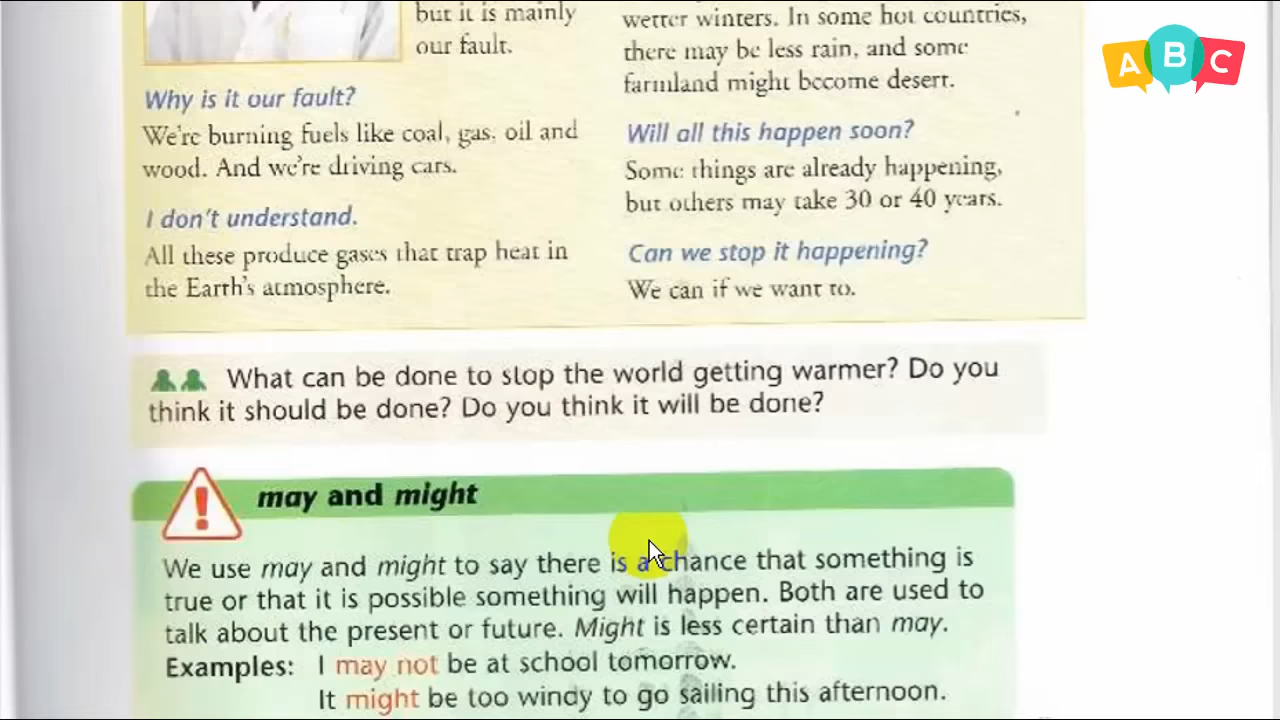 but it is mainly
our fault.
Why is it our fault?
We're burning fuels like coal, gas, oil and
wood. And we're driving cars.
I don't understand.
All these produce gases that trap heat in
the Earth's atmosphere.
wetter winters. In some hot countries,
there may be less rain, and some
farmland might become desert.
Will all this happen soon?
Some things are already happening,
but others may take 30 or 40 years.
Can we stop it happening?
We can if we want to.
ABC
What can be done to stop the world getting warmer? Do you
think it should be done? Do you think it will be done?
may and might
We use may and might to say there is a chance that something is
true or that it is possible something will happen. Both are used to
talk about the present or future. Might is less certain than may.
Examples: I may not be at school tomorrow.
It might be too windy to go sailing this afternoon.